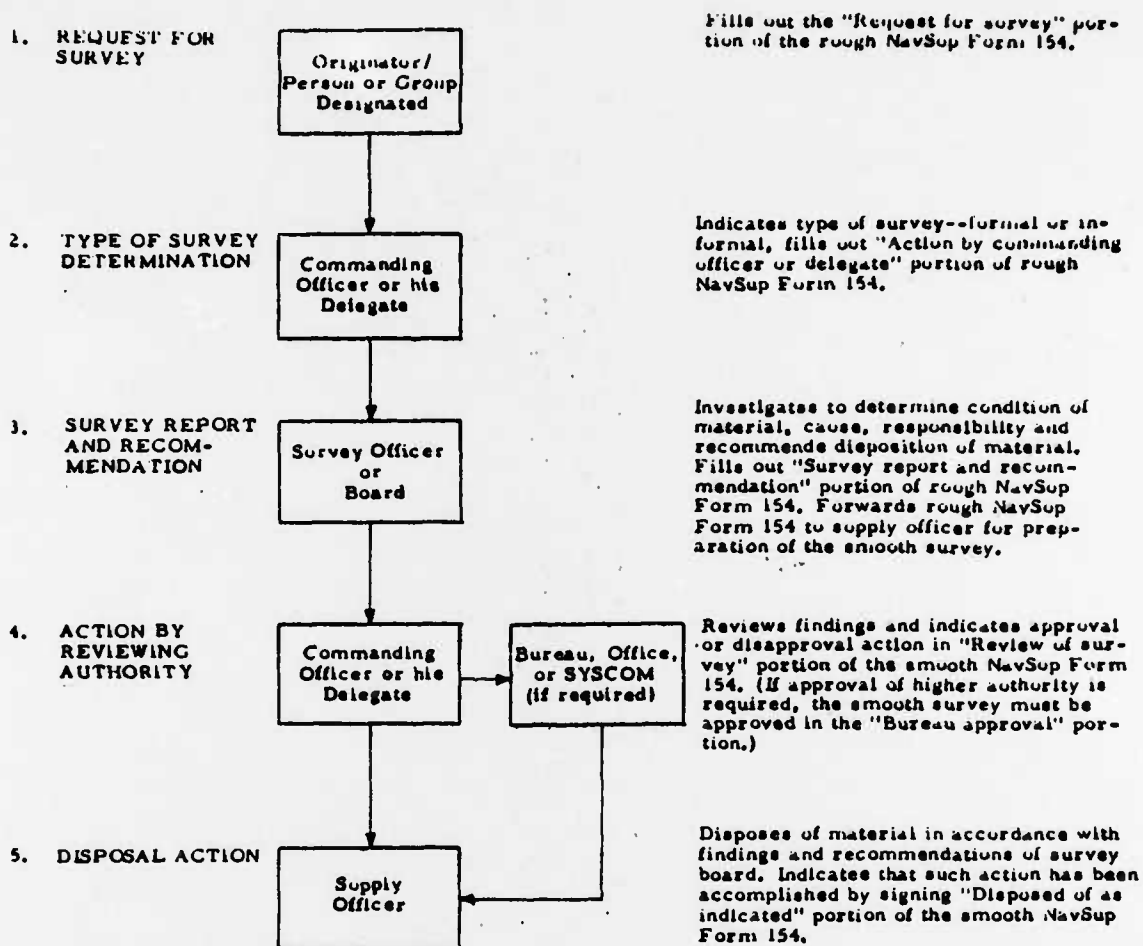 1. REQUEST FOR
SURVEY
Originator/
Person or Group
Designated
Fills out the "Request for survey" por-
tion of the rough NavSup Form 154.
2. TYPE OF SURVEY
DETERMINATION
Commanding
Officer or his
Delegate
Indicates type of survey--formal or in-
formal, fills out "Action by commanding
officer or delegate" portion of rough
NavSup Form 154.
3. SURVEY REPORT
AND RECOM-
MENDATION
Survey Officer
or
Board
Investigates to determine condition of
material, cause, responsibility and
recommende disposition of material.
Fills out "Survey report and recom-
mendation" portion of rough NavSup
Form 154. Forwards rough NavSup
Form 154 to supply officer for prep-
aration of the smooth survey.
4. ACTION BY
REVIEWING
AUTHORITY
Commanding
Officer or his
Delegate
Bureau, Office,
or SYSCOM
(if required)
Reviews findings and indicates approval
or disapproval action in "Review of sur-
vey" portion of the smooth NavSup Form
154. (If approval of higher authority is
required, the smooth survey must be
approved in the "Bureau approval" por-
tion.)
5. DISPOSAL ACTION
Supply
Officer
Disposes of material in accordance with
findings and recommendations of survey
board. Indicates that such action has been
accomplished by signing "Disposed of as
indicated" portion of the smooth NavSup
Form 154.